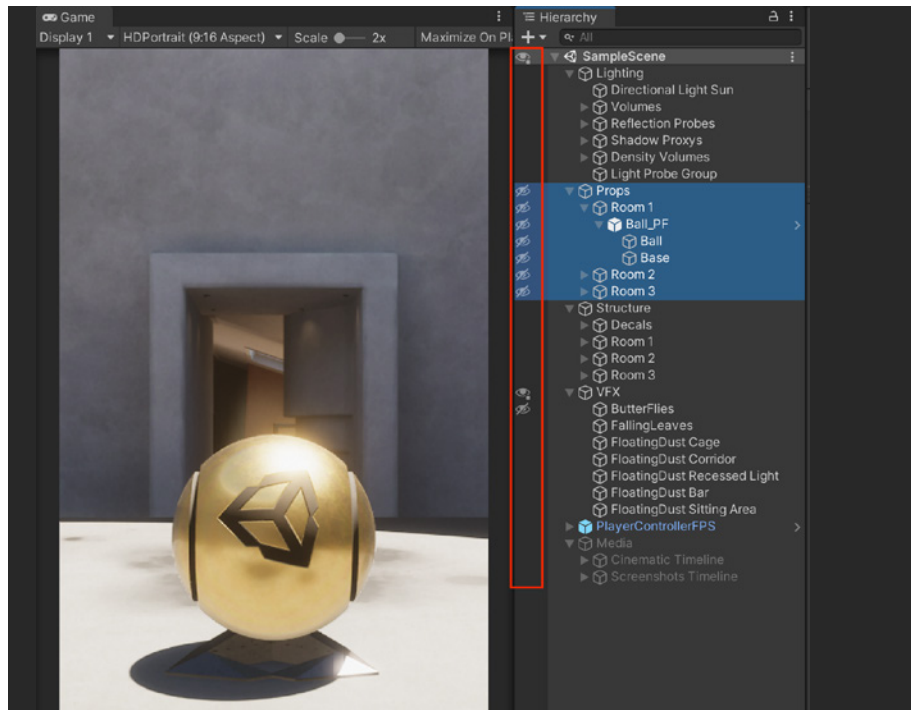 Game
Display 1 HDPortrait (9:16 Aspect) Scale 2x Maximize On Pl
Hierarchy
All
SampleScene
Lighting
Directional Light Sun
Volumes
Reflection Probes
Shadow Proxys
Density Volumes
Light Probe Group
Props
Room 1
Ball_PF
Ball
Base
Room 2
Room 3
Structure
Decals
Room 1
Room 2
Room 3
VFX
ButterFlies
FallingLeaves
FloatingDust Cage
FloatingDust Corridor
FloatingDust Recessed Light
FloatingDust Bar
FloatingDust Sitting Area
PlayerControllerFPS
Media
Cinematic Timeline
Screenshots Timeline